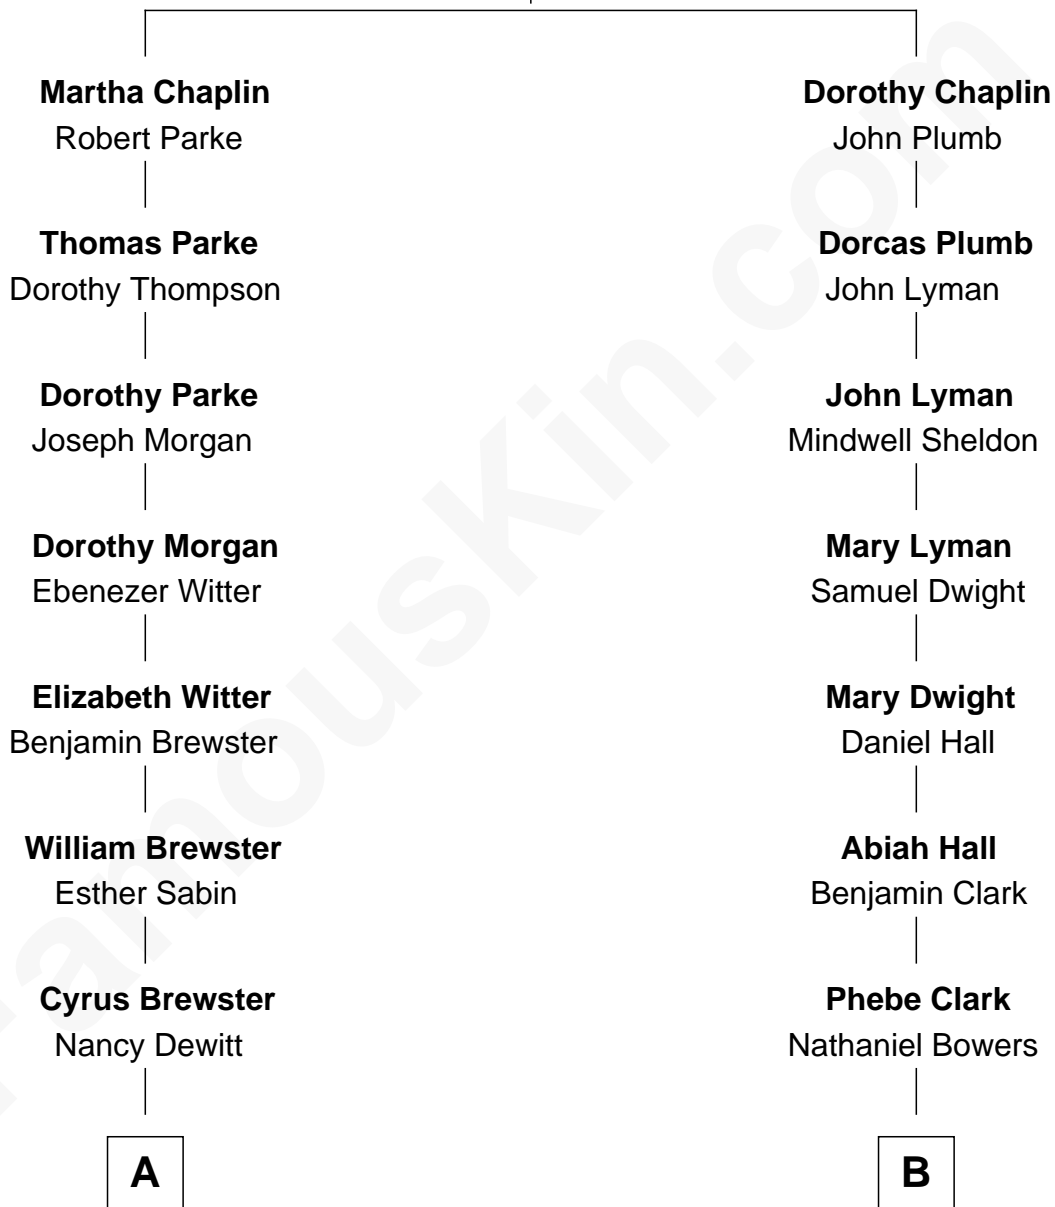 Martha Chaplin
Robert Parke
Thomas Parke
Dorothy Thompson
Dorothy Parke
Joseph Morgan
Dorothy Morgan
Ebenezer Witter
Elizabeth Witter
Benjamin Brewster
William Brewster
Esther Sabin
Cyrus Brewster
Nancy Dewitt
A
Dorothy Chaplin
John Plumb
Dorcas Plumb
John Lyman
John Lyman
Mindwell Sheldon
Mary Lyman
Samuel Dwight
Mary Dwight
Daniel Hall
Abiah Hall
Benjamin Clark
Phebe Clark
Nathaniel Bowers
B
FamousKin.com